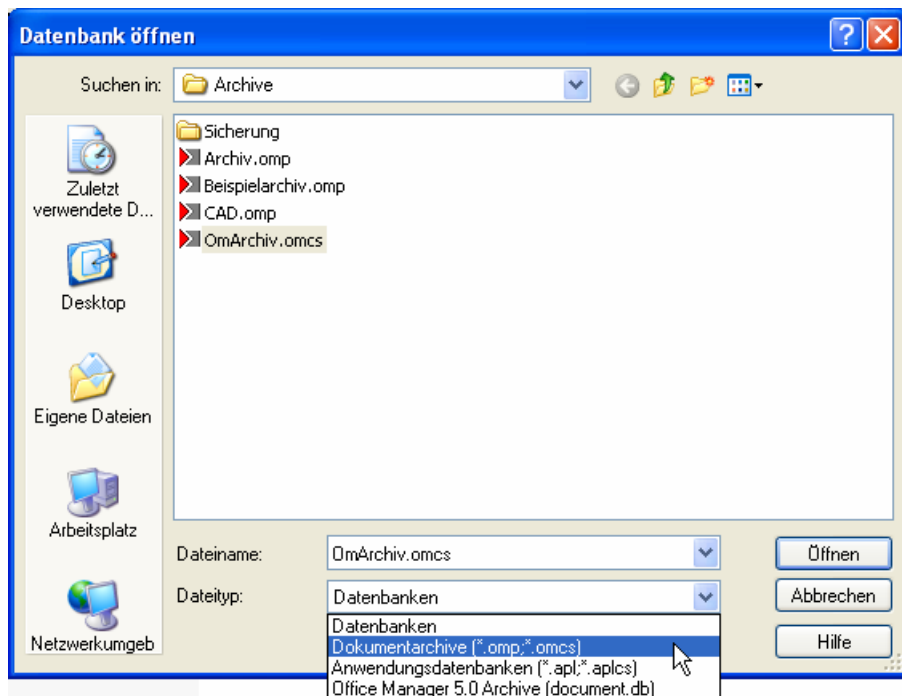 Datenbank öffnen
Suchen in:
Archive
Zuletzt
verwendete D...
Desktop
Eigene Dateien
Arbeitsplatz
Netzwerkumgeb
Sicherung
Archiv.omp
Beispielarchiv.omp
CAD.omp
OmArchiv.omcs
Dateiname:
OmArchiv.omcs
Öffnen
Dateityp:
Datenbanken
Abbrechen
Datenbanken
Dokumentarchive (*.omp;*.omcs)
Anwendungsdatenbanken (*.apl;*.aplcs)
Office Manager 5.0 Archive (document.db)
Hilfe